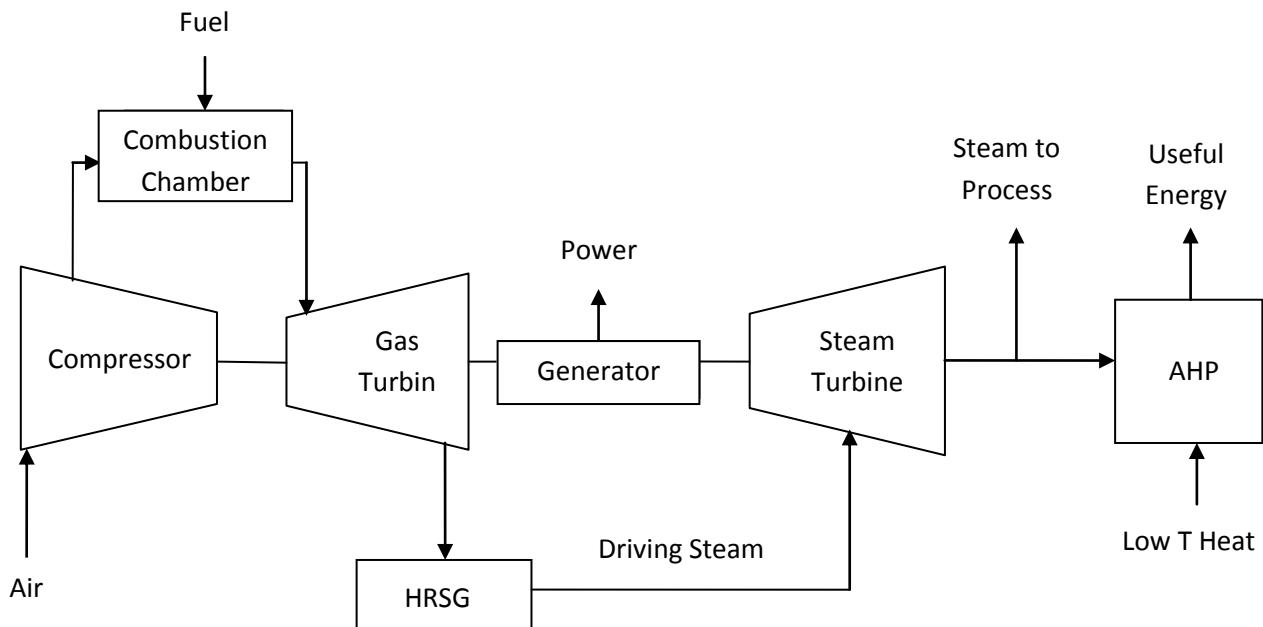 Fuel
Combustion
Chamber
Steam to
Process
Useful
Energy
Power
Compressor
Gas
Turbin
Generator
Steam
Turbine
AHP
Driving Steam
Low T Heat
Air
HRSG